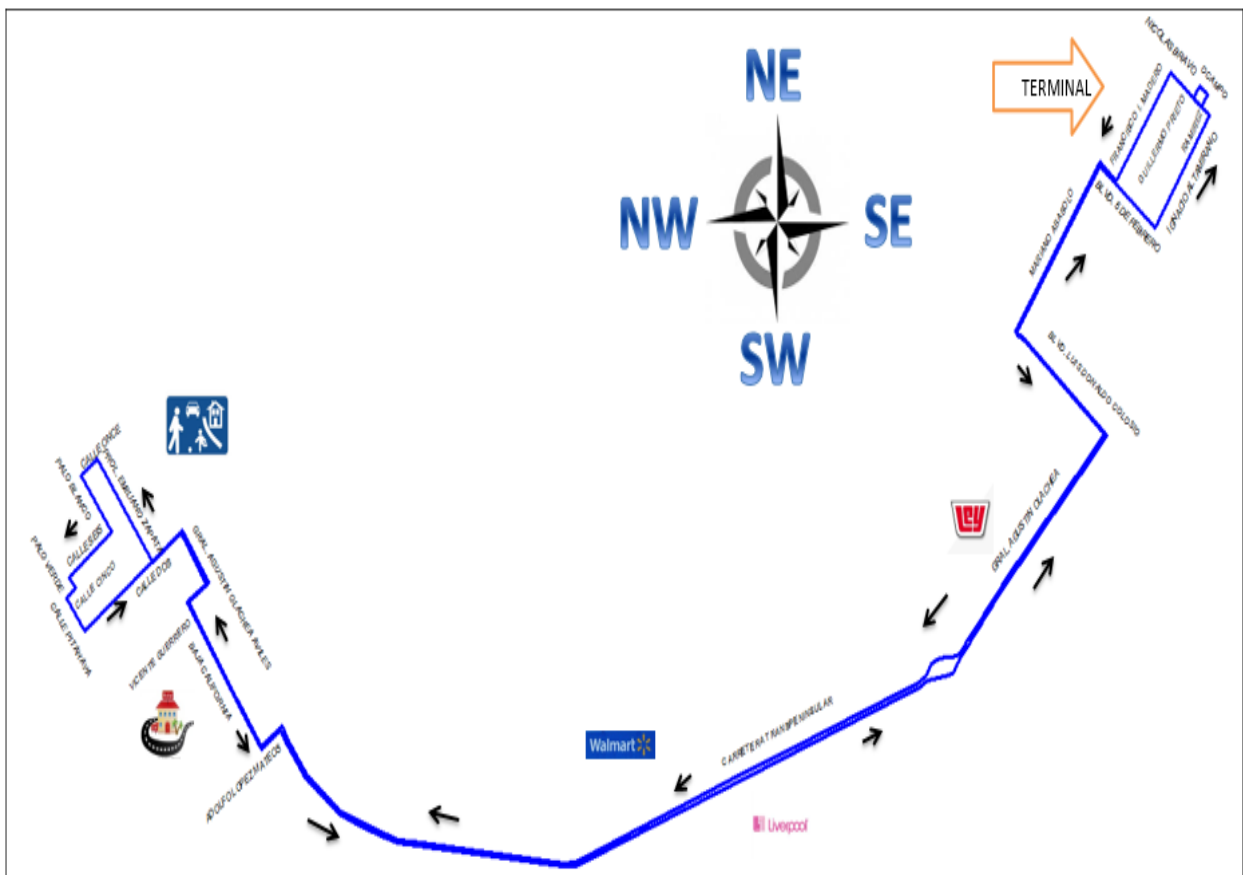 NE
NW
SE
SW
TERMINAL
NICOLAS BRAVO
OCAMPO
FRANCISCO I. MADERO
GUILLERMO PRIETO
RAMIREZ
IGNACIO ALTAMIRANO
BLVD. 5 DE FEBRERO
MARIANO ABASOLO
BLVD. LUIS DONALDO COLOSIO
Ley
GRAL. AGUSTIN OLACHEA
CARRETERA TRANSPENINSULAR
Walmart
Liverpool
CALLE ONCE
PROL. EMILIANO ZAPATA
PALO BLANCO
CALLE SEIS
PALO VERDE
CALLE CINCO
CALLE DOS
CALLE PITAHAYA
GRAL. AGUSTIN OLACHEA AVILES
VICENTE GUERRERO
BAJA CALIFORNIA
ADOLFO LOPEZ MATEOS